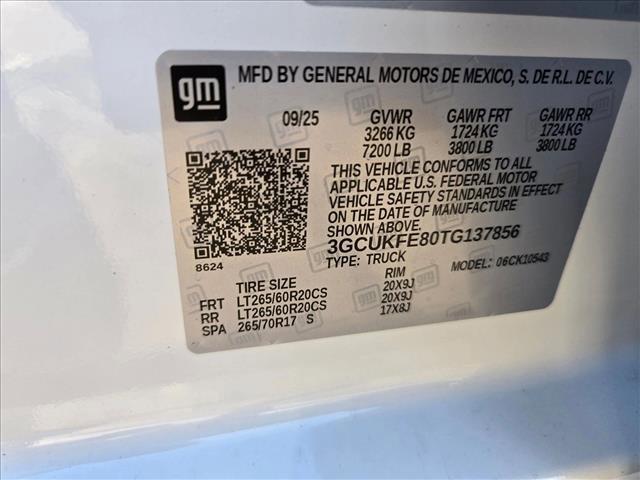 gm
MFD BY GENERAL MOTORS DE MEXICO, S. DE R.L. DE C.V.
09/25 GVWR GAWR FRT GAWR RR
3266 KG 1724 KG 1724 KG
7200 LB 3800 LB 3800 LB
THIS VEHICLE CONFORMS TO ALL
APPLICABLE U.S. FEDERAL MOTOR
VEHICLE SAFETY STANDARDS IN EFFECT
ON THE DATE OF MANUFACTURE
SHOWN ABOVE.
3GCUKFE80TG137856
8624
TYPE: TRUCK MODEL: 06CK10543
TIRE SIZE RIM
FRT LT265/60R20CS 20X9J
RR LT265/60R20CS 20X9J
SPA 265/70R17 S 17X8J